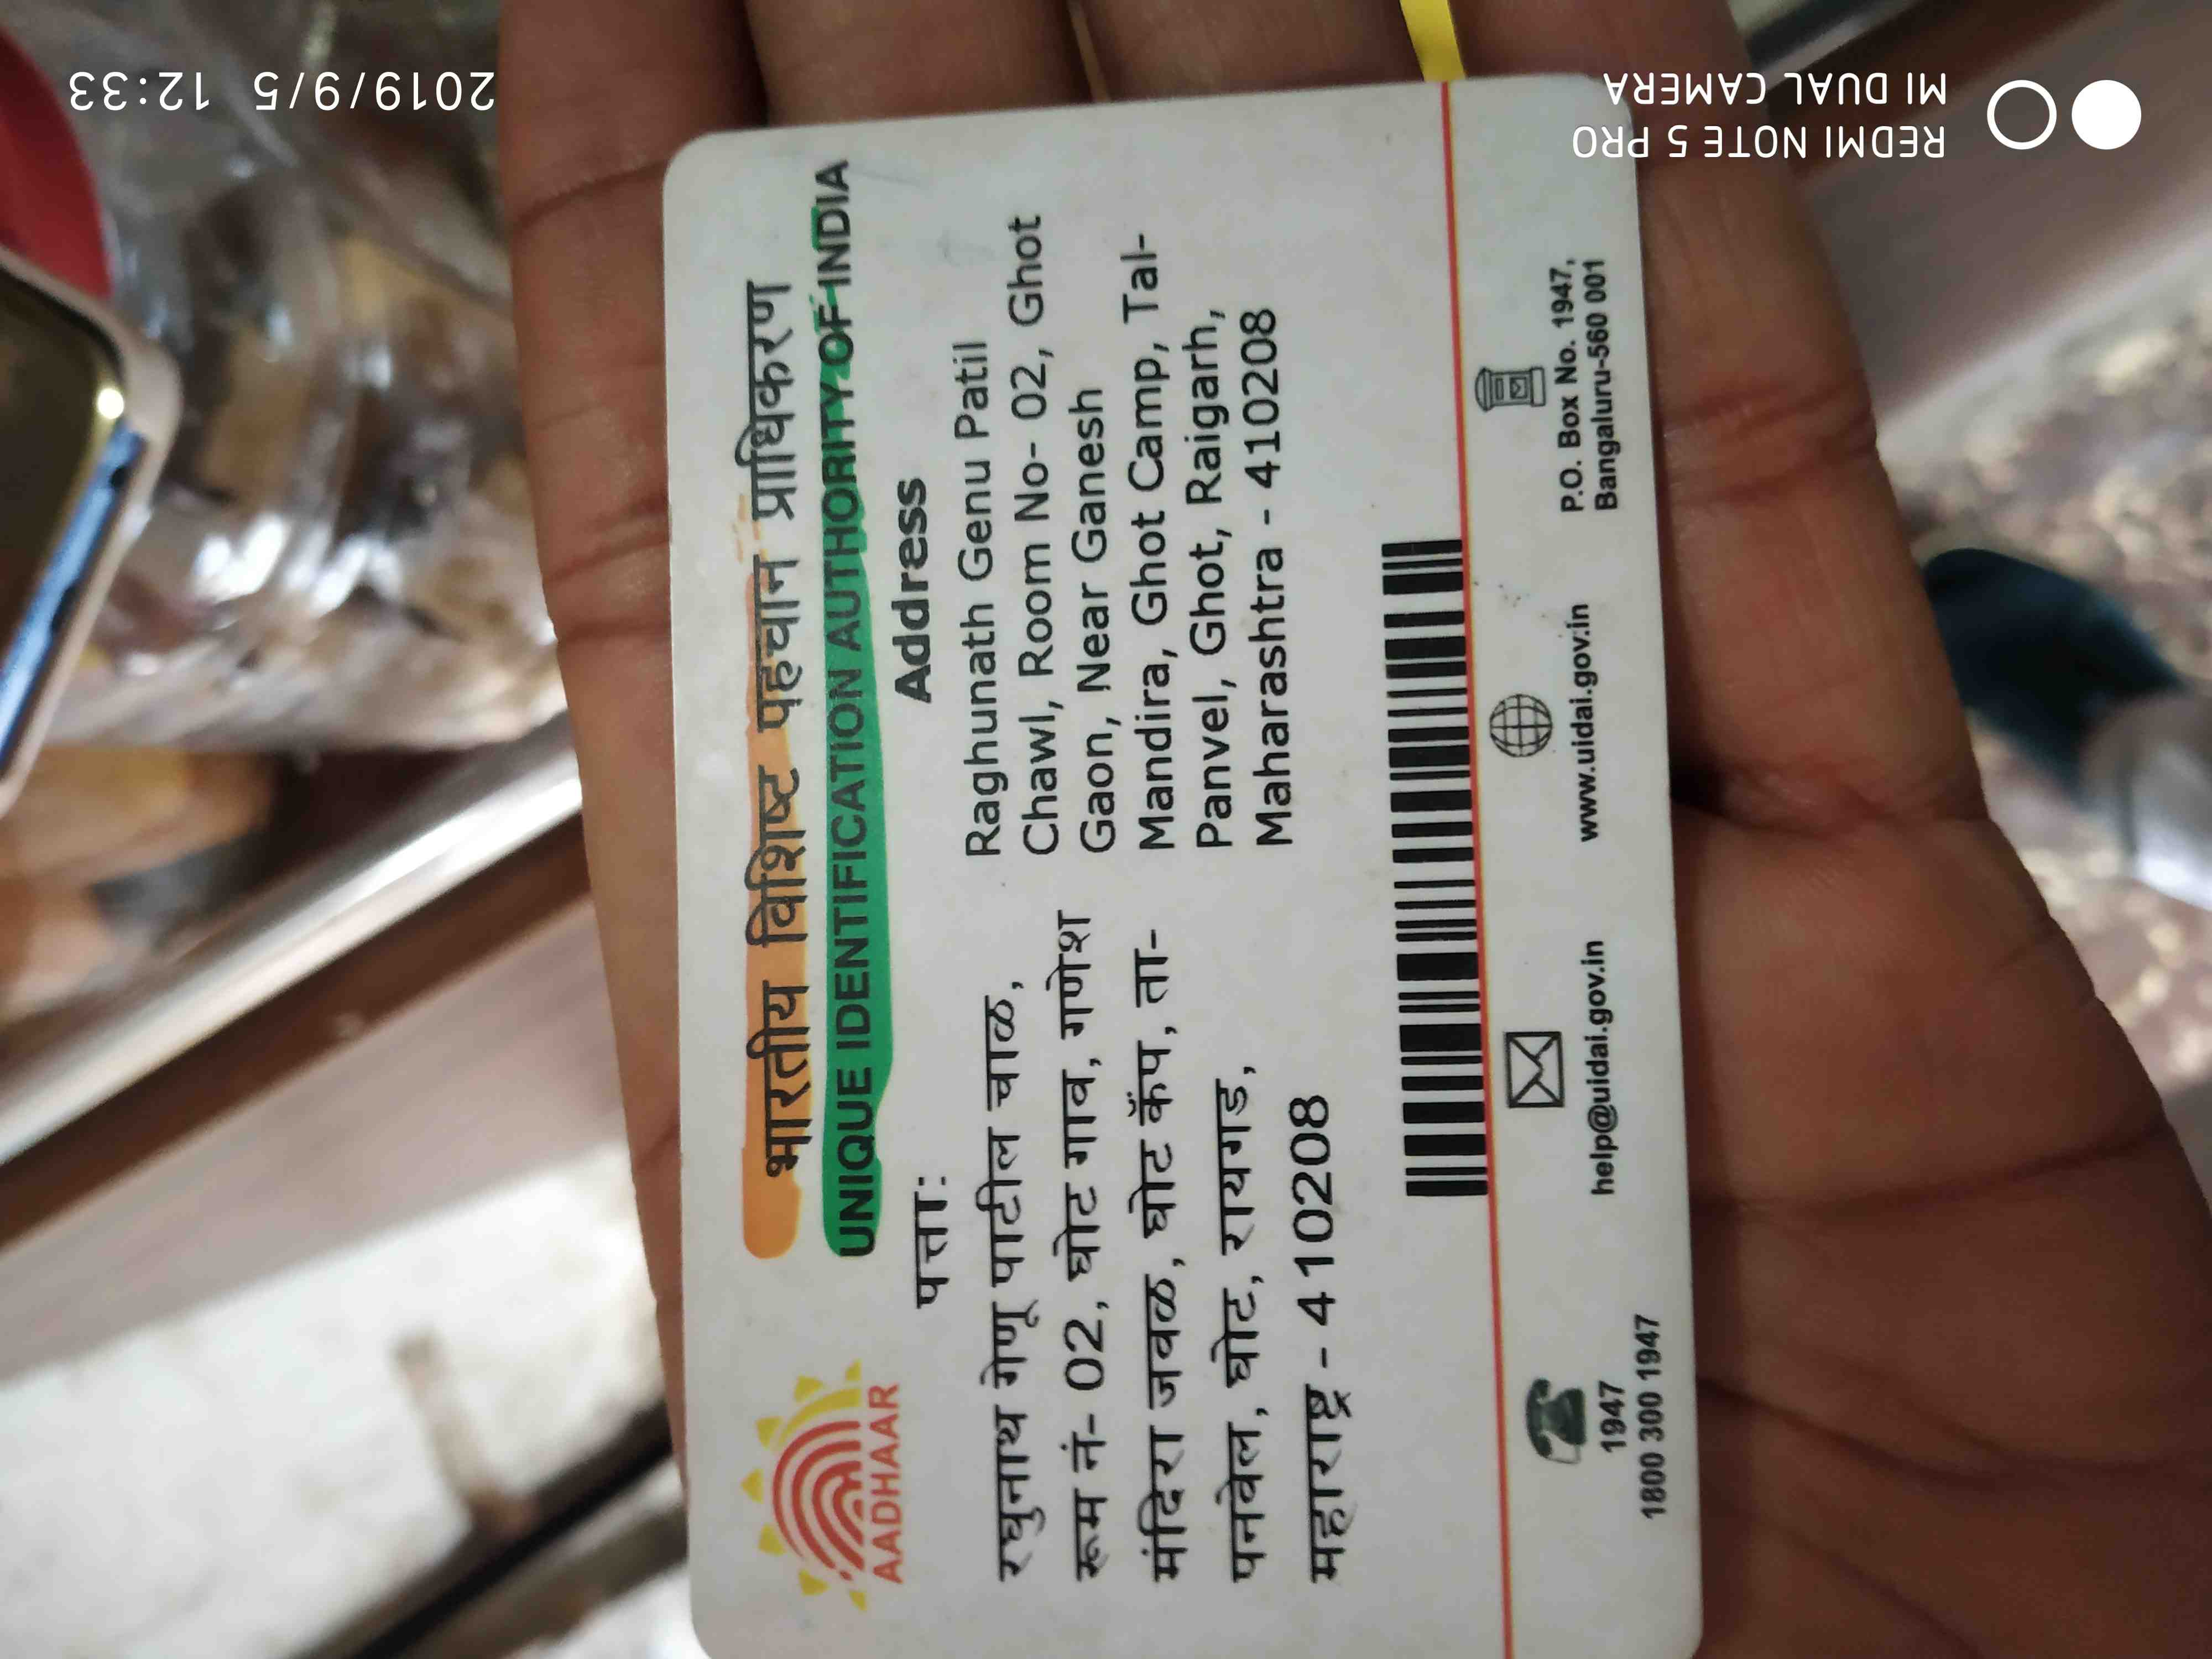 भारतीय विशिष्ट पहचान प्राधिकरण
UNIQUE IDENTIFICATION AUTHORITY OF INDIA
AADHAAR
पत्ता:
रघुनाथ गेणू पाटील चाळ,
रूम नं- 02, घोट गाव, गणेश
मंदिरा जवळ, घोट कॅंप, ता-
पनवेल, घोट, रायगड,
महाराष्ट्र - 410208
Address
Raghunath Genu Patil
Chawl, Room No- 02, Ghot
Gaon, Near Ganesh
Mandira, Ghot Camp, Tal-
Panvel, Ghot, Raigarh,
Maharashtra - 410208
1947
1800 300 1947
help@uidai.gov.in
www.uidai.gov.in
P.O. Box No. 1947,
Bangaluru-560 001
REDMI NOTE 5 PRO
MI DUAL CAMERA
2019/9/5 12:33